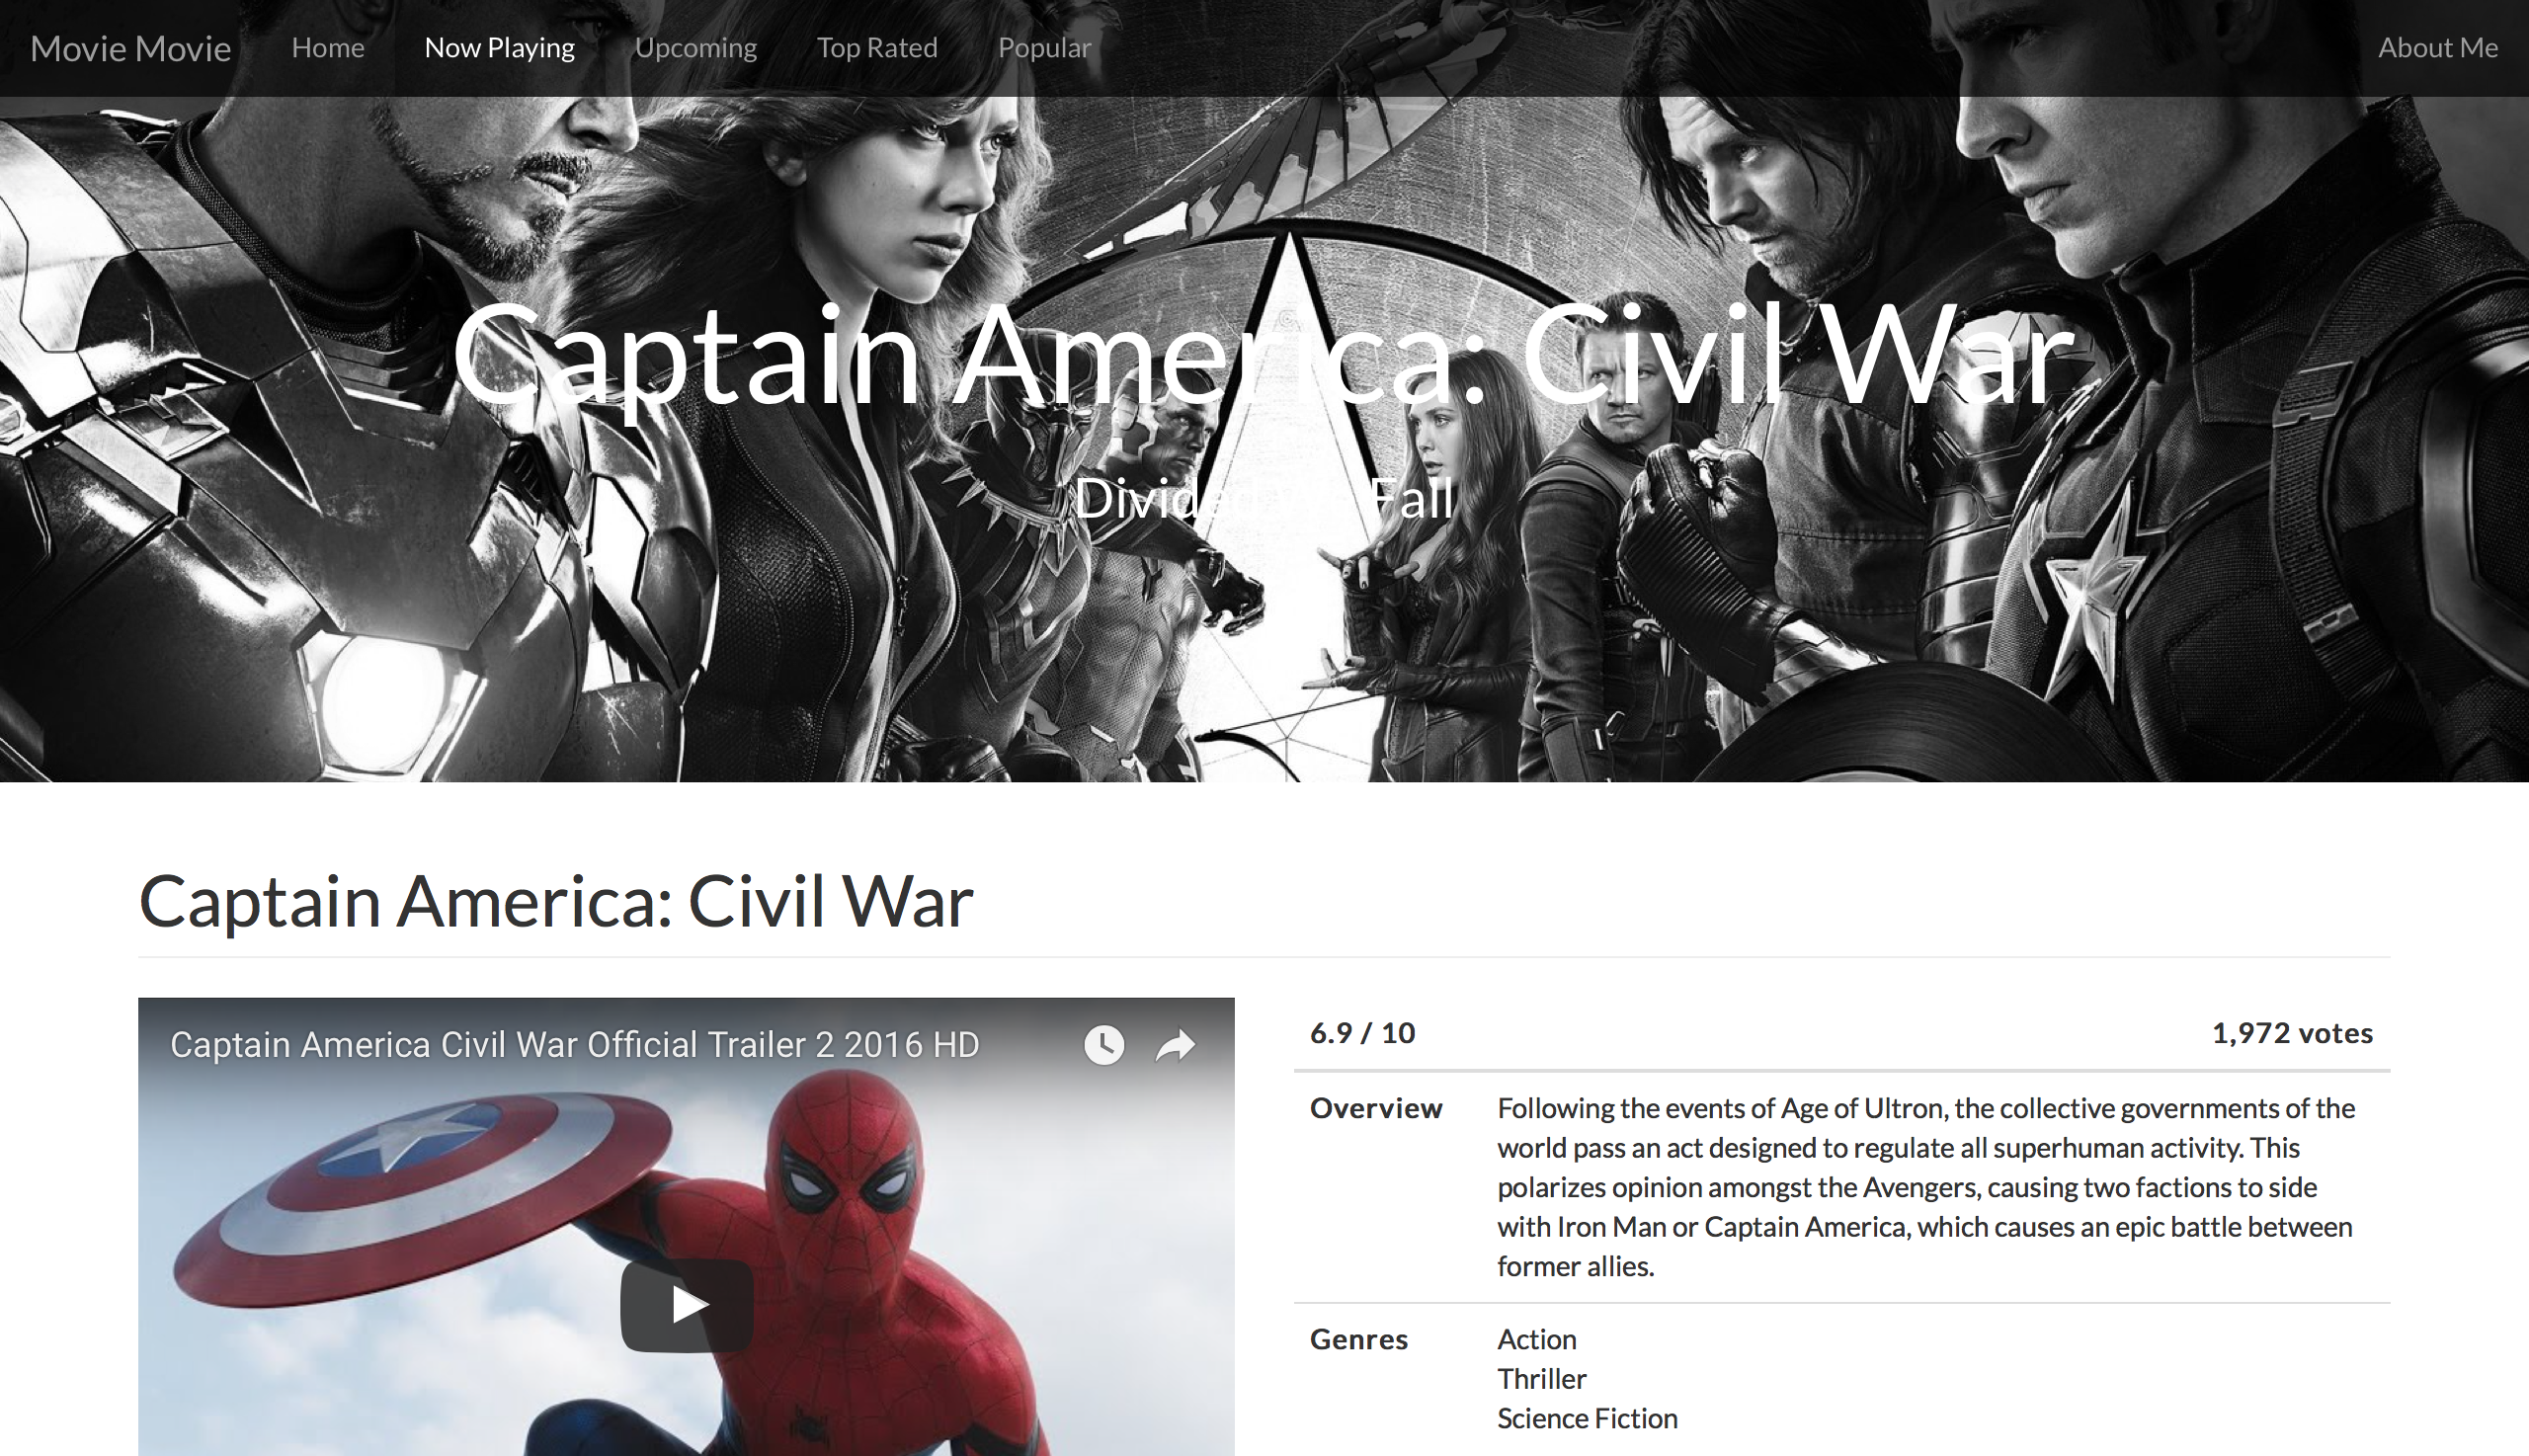 Movie Movie Home Now Playing Upcoming Top Rated Popular About Me
Captain America: Civil War
Divided We Fall
Captain America: Civil War
Captain America Civil War Official Trailer 2 2016 HD
6.9 / 10 1,972 votes
Overview Following the events of Age of Ultron, the collective governments of the
world pass an act designed to regulate all superhuman activity. This
polarizes opinion amongst the Avengers, causing two factions to side
with Iron Man or Captain America, which causes an epic battle between
former allies.
Genres Action
Thriller
Science Fiction